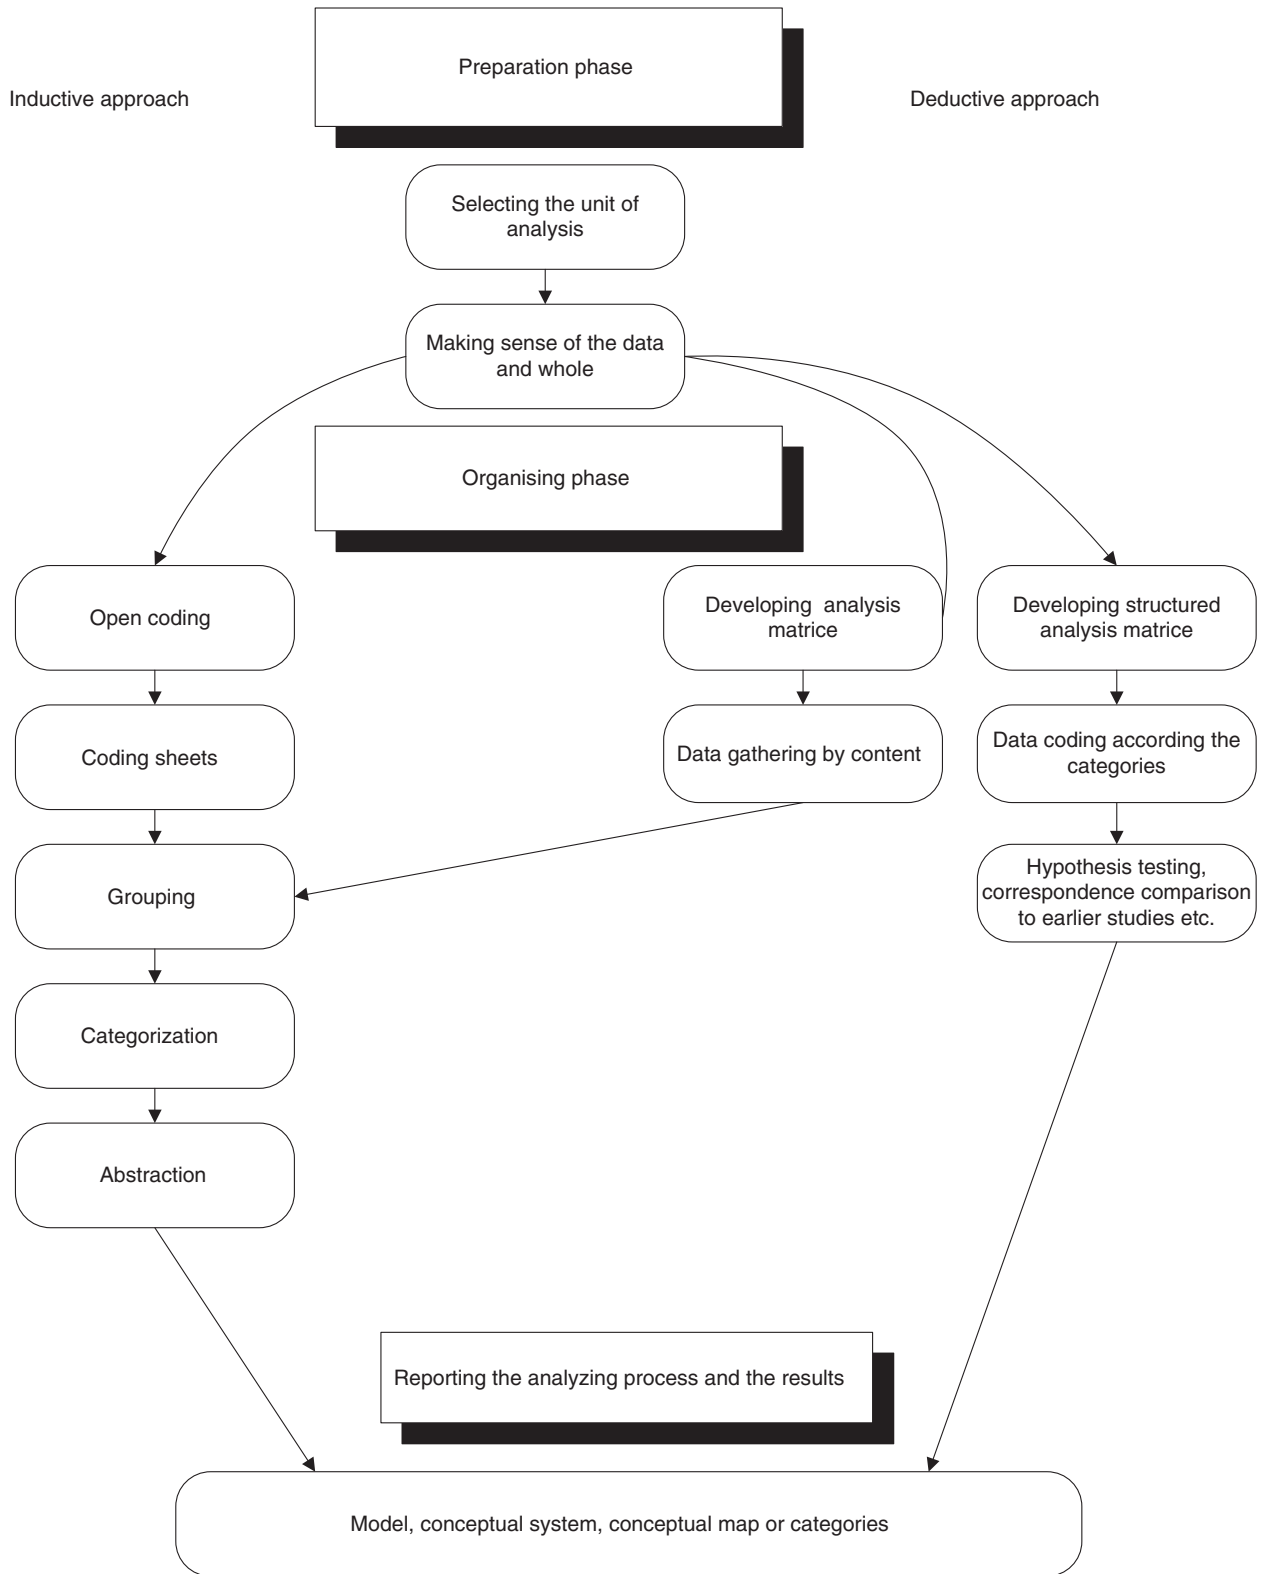 Preparation phase
Inductive approach
Deductive approach
Selecting the unit of
analysis
Making sense of the data
and whole
Organising phase
Open coding
Developing analysis
matrice
Developing structured
analysis matrice
Coding sheets
Data gathering by content
Data coding according the
categories
Grouping
Hypothesis testing,
correspondence comparison
to earlier studies etc.
Categorization
Abstraction
Reporting the analyzing process and the results
Model, conceptual system, conceptual map or categories